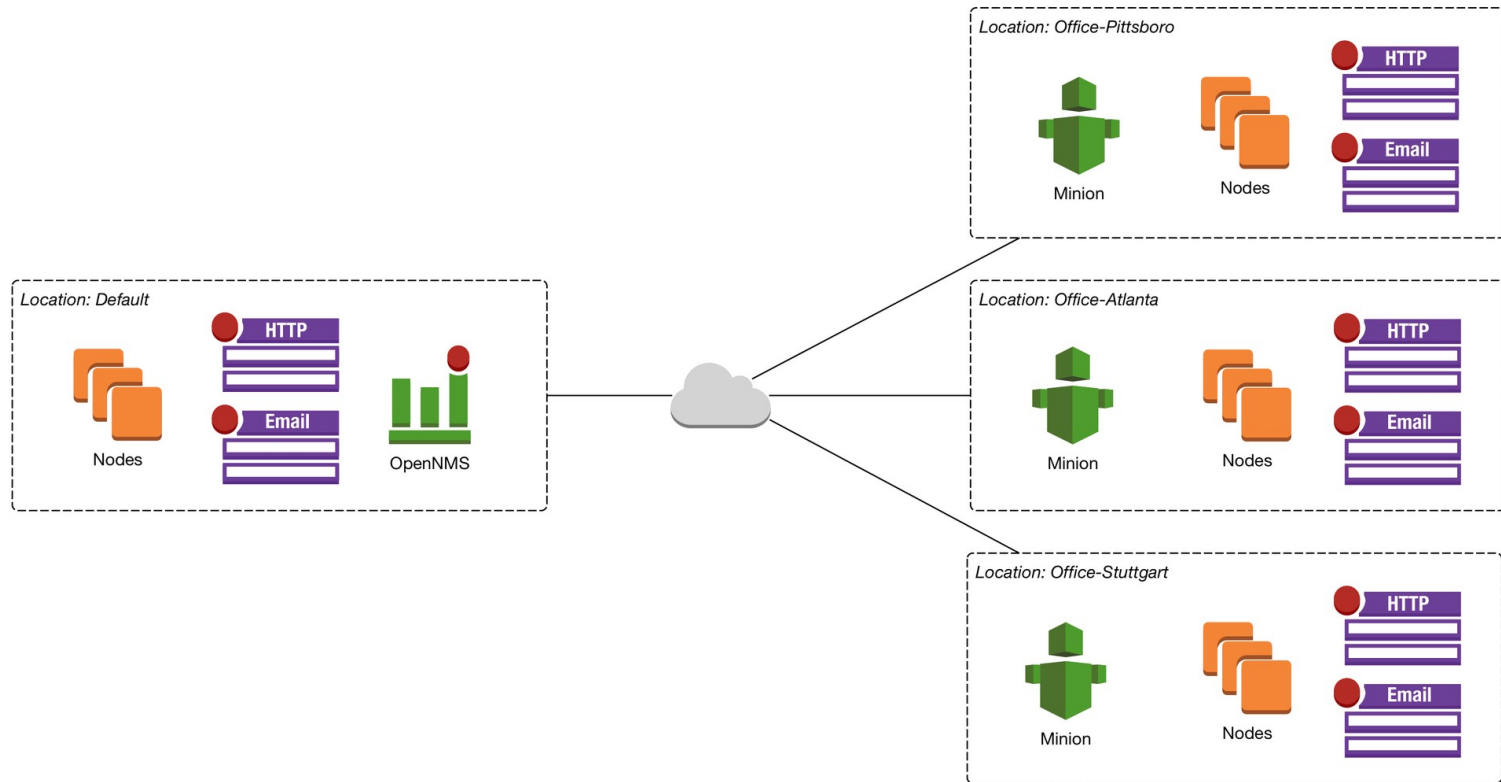 Location: Office-Pittsboro
HTTP
Email
Minion
Nodes
Location: Default
HTTP
Email
Nodes
OpenNMS
Location: Office-Atlanta
HTTP
Email
Minion
Nodes
Location: Office-Stuttgart
HTTP
Email
Minion
Nodes